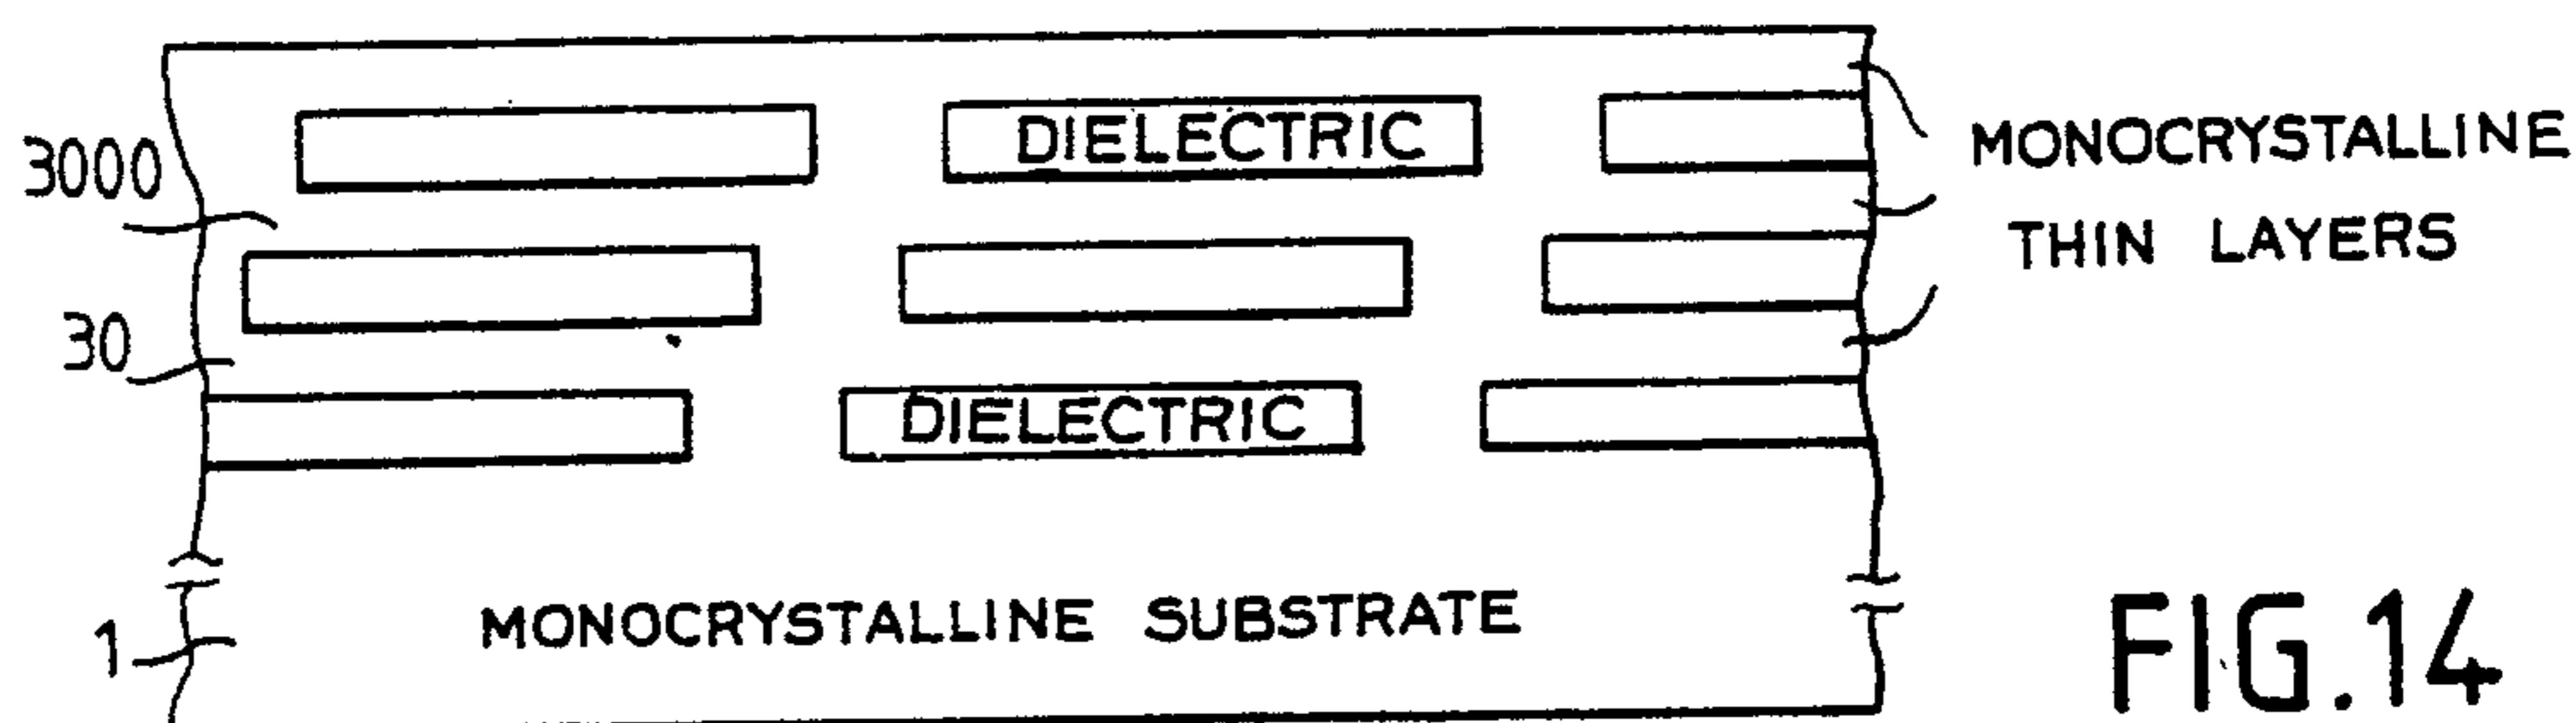 3000
DIELECTRIC
MONOCRYSTALLINE
THIN LAYERS
30
DIELECTRIC
1
MONOCRYSTALLINE SUBSTRATE
FIG.14